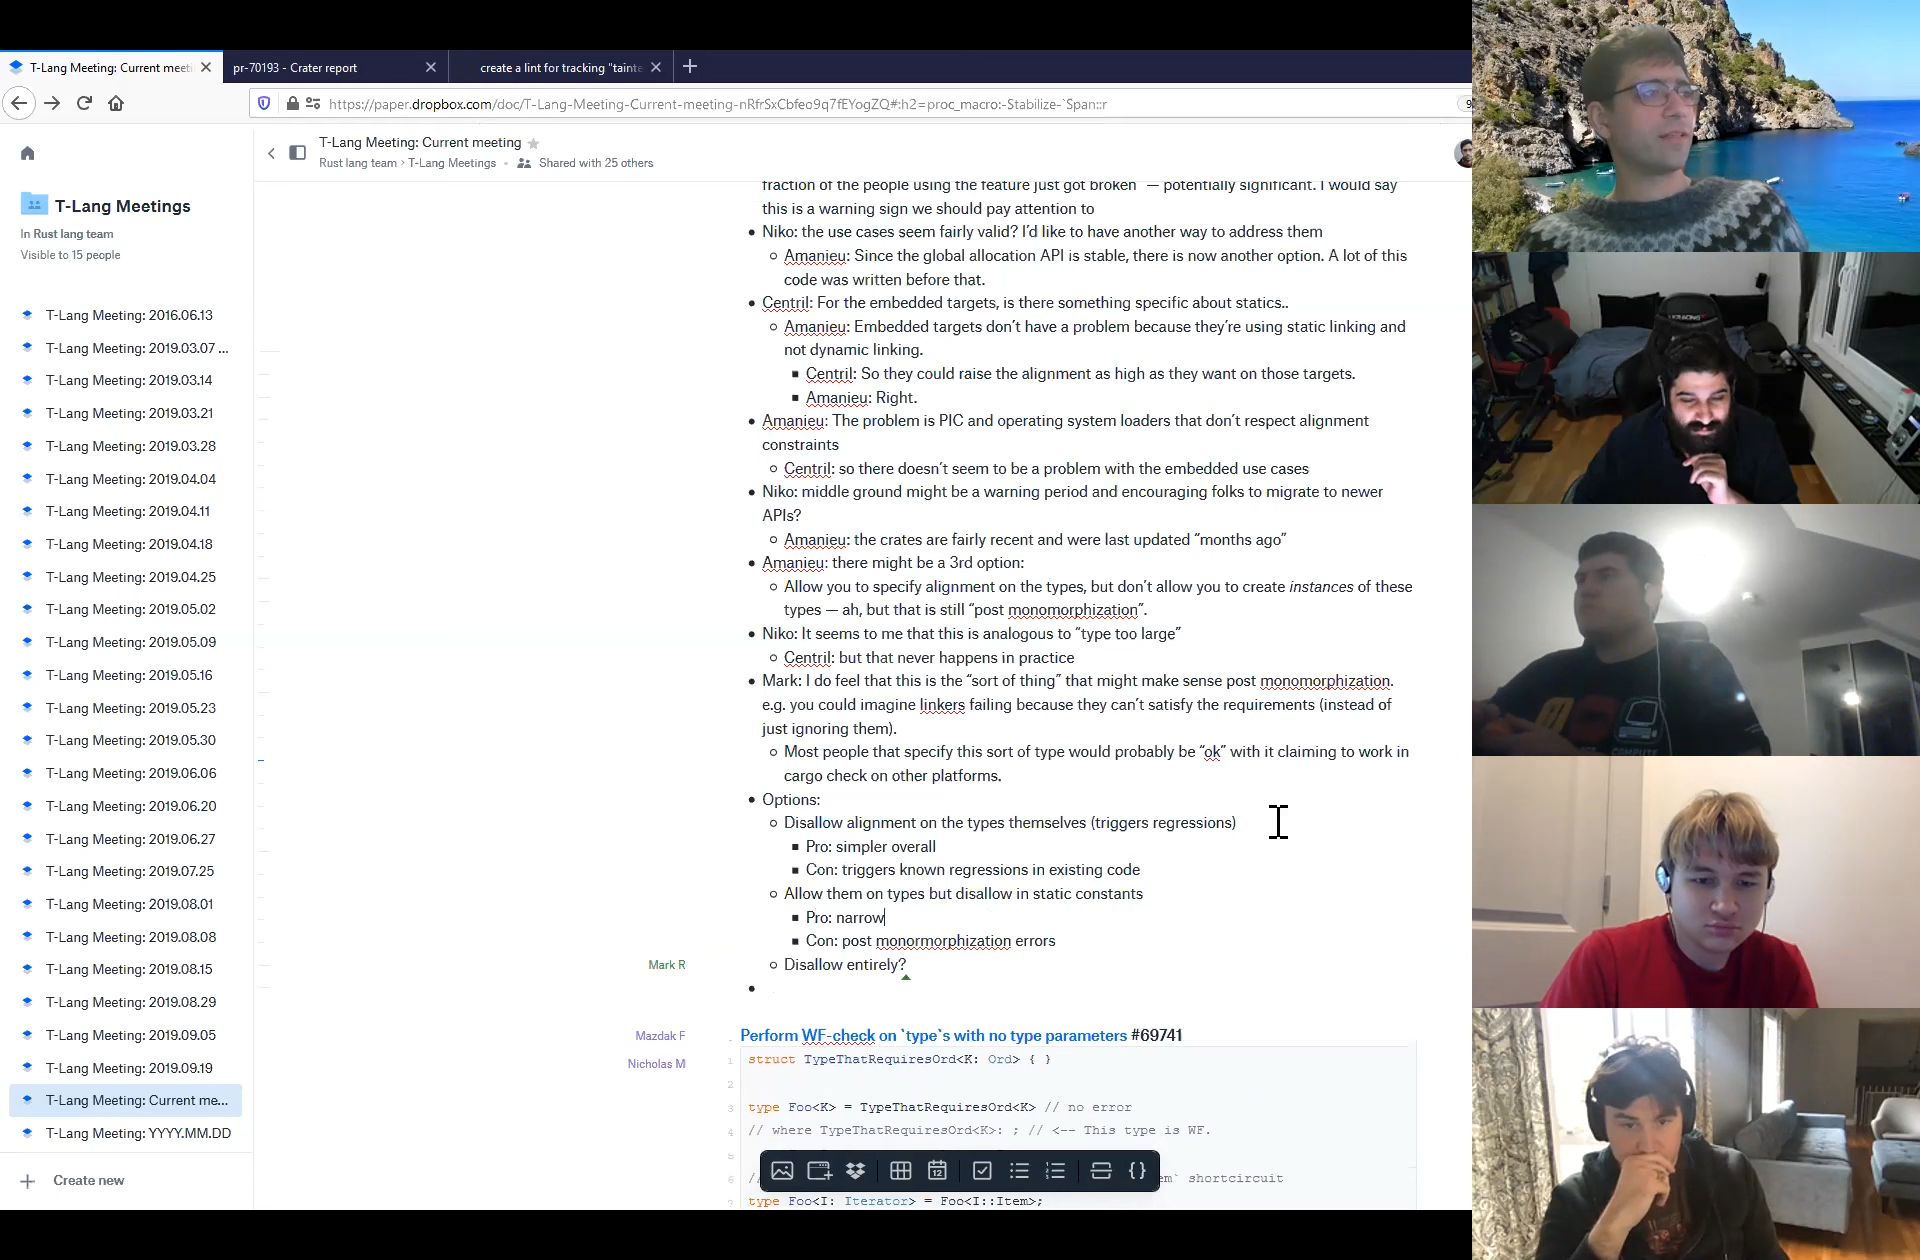 T-Lang Meeting: Current meeti
pr-70193 - Crater report
create a lint for tracking "tainte
https://paper.dropbox.com/doc/T-Lang-Meeting-Current-meeting-nRfrSxCbfeo9q7fEYogZQ#:h2=proc_macro:-Stabilize-`Span::r
T-Lang Meeting: Current meeting
Rust lang team › T-Lang Meetings • Shared with 25 others
T-Lang Meetings
In Rust lang team
Visible to 15 people
T-Lang Meeting: 2016.06.13
T-Lang Meeting: 2019.03.07 ...
T-Lang Meeting: 2019.03.14
T-Lang Meeting: 2019.03.21
T-Lang Meeting: 2019.03.28
T-Lang Meeting: 2019.04.04
T-Lang Meeting: 2019.04.11
T-Lang Meeting: 2019.04.18
T-Lang Meeting: 2019.04.25
T-Lang Meeting: 2019.05.02
T-Lang Meeting: 2019.05.09
T-Lang Meeting: 2019.05.16
T-Lang Meeting: 2019.05.23
T-Lang Meeting: 2019.05.30
T-Lang Meeting: 2019.06.06
T-Lang Meeting: 2019.06.20
T-Lang Meeting: 2019.06.27
T-Lang Meeting: 2019.07.25
T-Lang Meeting: 2019.08.01
T-Lang Meeting: 2019.08.08
T-Lang Meeting: 2019.08.15
T-Lang Meeting: 2019.08.29
T-Lang Meeting: 2019.09.05
T-Lang Meeting: 2019.09.19
T-Lang Meeting: Current me...
T-Lang Meeting: YYYY.MM.DD
Create new
fraction of the people using the feature just got broken" — potentially significant. I would say
this is a warning sign we should pay attention to
Niko: the use cases seem fairly valid? I'd like to have another way to address them
Amanieu: Since the global allocation API is stable, there is now another option. A lot of this
code was written before that.
Centril: For the embedded targets, is there something specific about statics..
Amanieu: Embedded targets don't have a problem because they're using static linking and
not dynamic linking.
Centril: So they could raise the alignment as high as they want on those targets.
Amanieu: Right.
Amanieu: The problem is PIC and operating system loaders that don't respect alignment
constraints
Centril: so there doesn't seem to be a problem with the embedded use cases
Niko: middle ground might be a warning period and encouraging folks to migrate to newer
APIs?
Amanieu: the crates are fairly recent and were last updated "months ago"
Amanieu: there might be a 3rd option:
Allow you to specify alignment on the types, but don't allow you to create instances of these
types — ah, but that is still "post monomorphization".
Niko: It seems to me that this is analogous to "type too large"
Centril: but that never happens in practice
Mark: I do feel that this is the "sort of thing" that might make sense post monomorphization.
e.g. you could imagine linkers failing because they can't satisfy the requirements (instead of
just ignoring them).
Most people that specify this sort of type would probably be "ok" with it claiming to work in
cargo check on other platforms.
Options:
Disallow alignment on the types themselves (triggers regressions)
Pro: simpler overall
Con: triggers known regressions in existing code
Allow them on types but disallow in static constants
Pro: narrow
Con: post monormorphization errors
Mark R
Disallow entirely?
Mazdak F
Perform WF-check on `type`s with no type parameters #69741
Nicholas M
1 struct TypeThatRequiresOrd<K: Ord> { }
2
3 type Foo<K> = TypeThatRequiresOrd<K> // no error
4 // where TypeThatRequiresOrd<K>: ; // <-- This type is WF.
5
6 // em` shortcircuit
7 type Foo<I: Iterator> = Foo<I::Item>;
12
COMPUTE